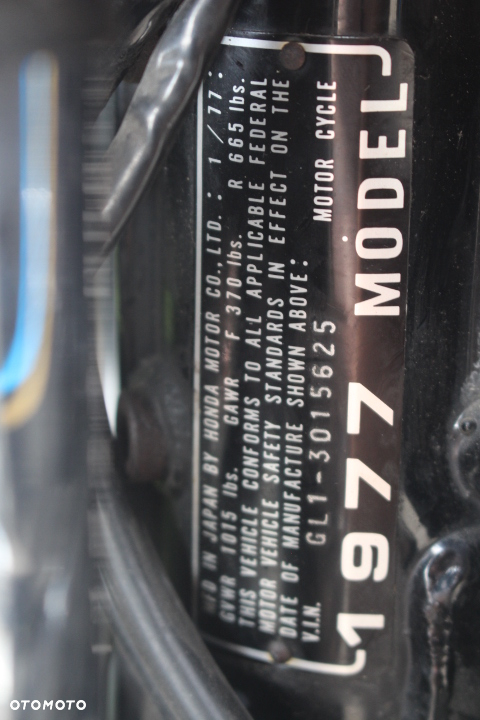 IN JAPAN BY HONDA MOTOR CO.,LTD.: 1/77:
GVWR 1015 lbs. GAWR F 370 lbs. R 665 lbs.
THIS VEHICLE CONFORMS TO ALL APPLICABLE FEDERAL
MOTOR VEHICLE SAFETY STANDARDS IN EFFECT ON THE
DATE OF MANUFACTURE SHOWN ABOVE:
V.I.N. GL1-3015625 MOTOR CYCLE
1977 MODEL
OTOMOTO